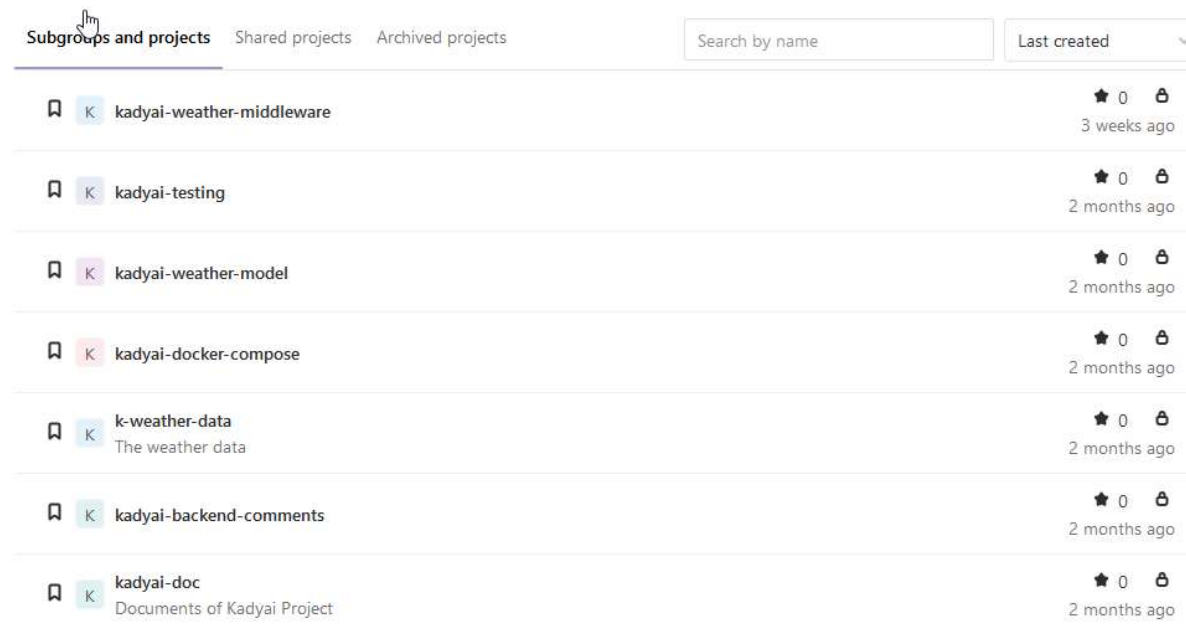 Subgroups and projects Shared projects Archived projects Search by name Last created
K kadyai-weather-middleware 0
3 weeks ago
K kadyai-testing 0
2 months ago
K kadyai-weather-model 0
2 months ago
K kadyai-docker-compose 0
2 months ago
K k-weather-data 0
The weather data 2 months ago
K kadyai-backend-comments 0
2 months ago
K kadyai-doc 0
Documents of Kadyai Project 2 months ago